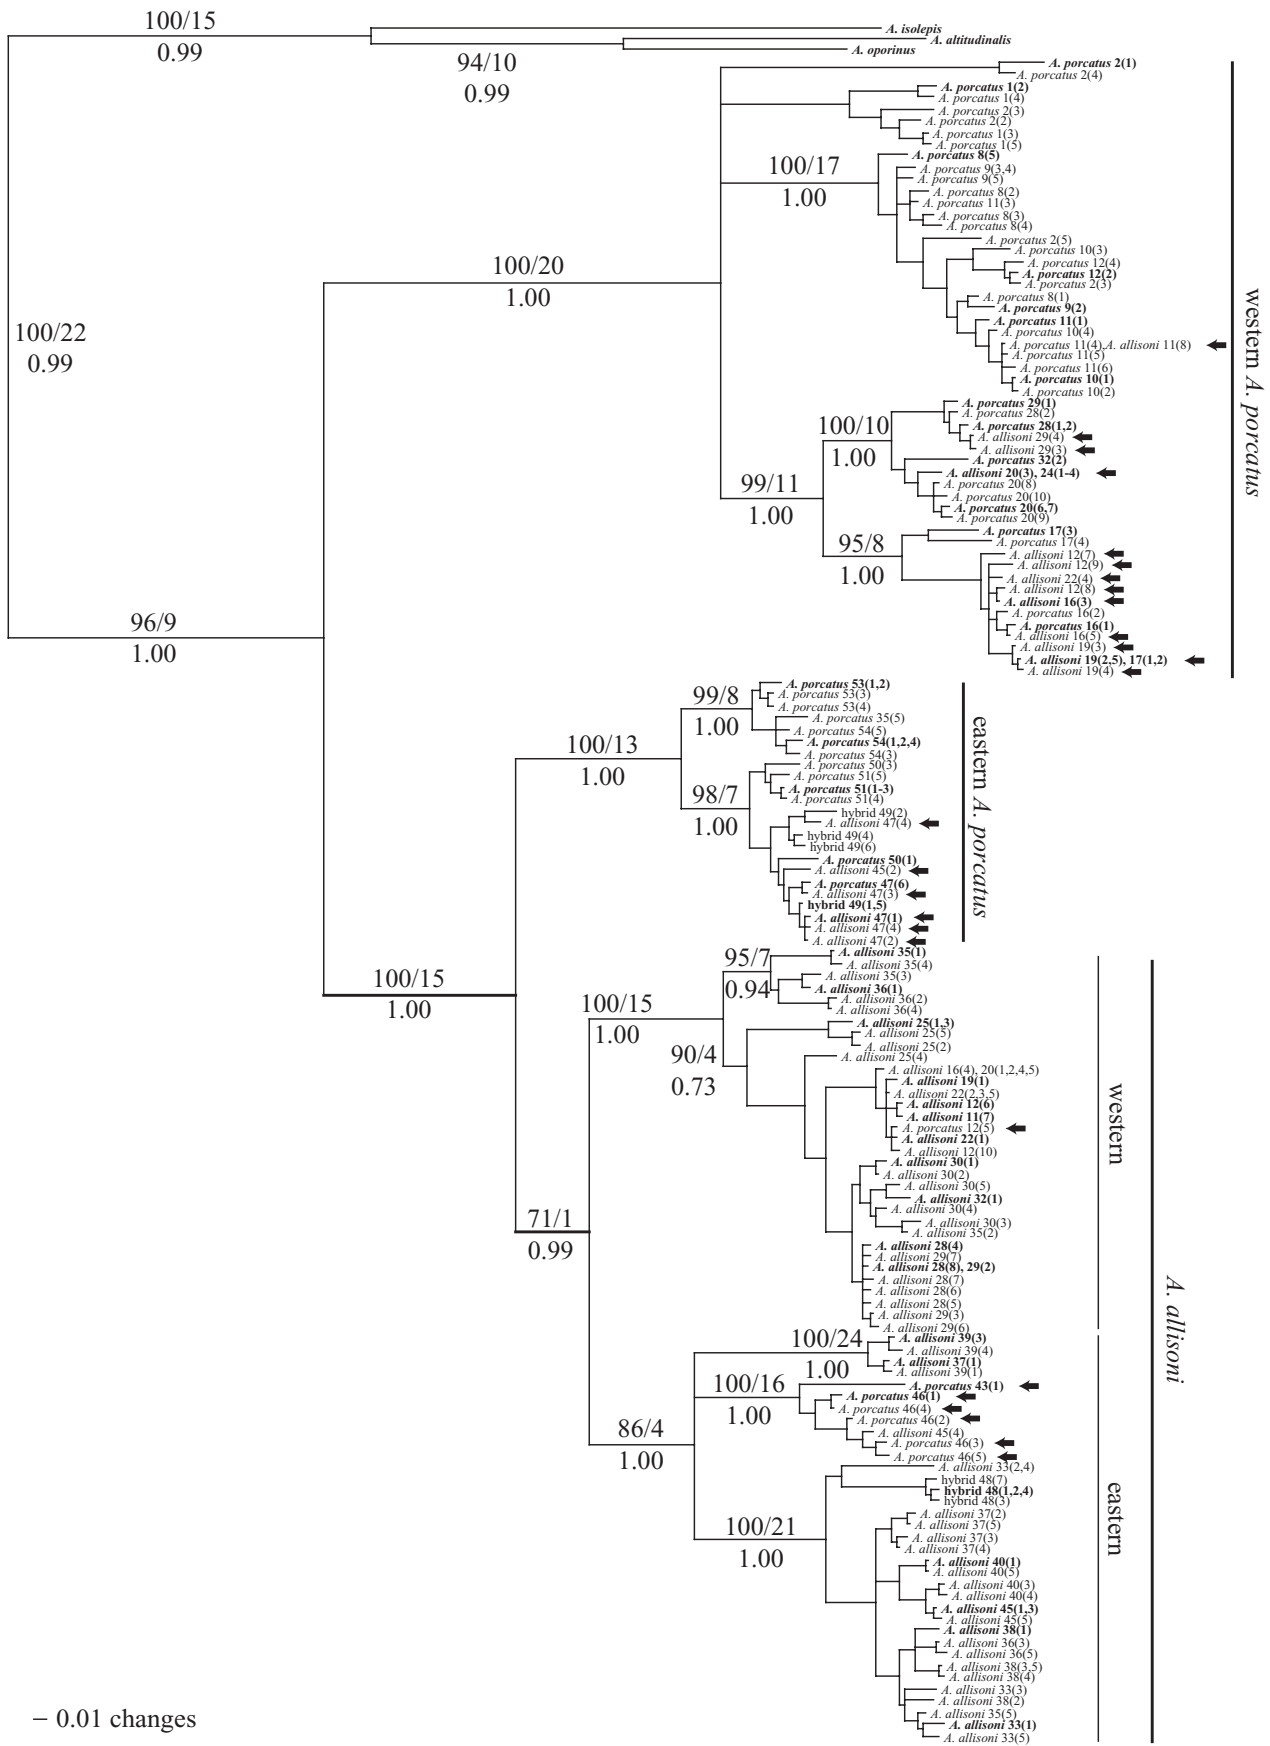 100/15
0.99
A. isolepis
A. altitudinalis
A. oporinus
94/10
0.99
A. porcatus 2(1)
A. porcatus 2(4)
A. porcatus 1(2)
A. porcatus 1(4)
A. porcatus 2(3)
A. porcatus 2(2)
A. porcatus 1(3)
A. porcatus 1(5)
A. porcatus 8(5)
100/17
1.00
A. porcatus 9(3,4)
A. porcatus 9(5)
A. porcatus 8(2)
A. porcatus 11(3)
A. porcatus 8(3)
A. porcatus 8(4)
A. porcatus 2(5)
A. porcatus 10(3)
A. porcatus 12(4)
A. porcatus 12(2)
A. porcatus 2(3)
100/20
1.00
A. porcatus 8(1)
A. porcatus 9(2)
A. porcatus 11(1)
A. porcatus 10(4)
A. porcatus 11(4),A. allisoni 11(8)
A. porcatus 11(5)
A. porcatus 11(6)
A. porcatus 10(1)
A. porcatus 10(2)
western A. porcatus
100/22
0.99
A. porcatus 29(1)
A. porcatus 28(2)
A. porcatus 28(1,2)
A. allisoni 29(4)
A. allisoni 29(3)
100/10
1.00
A. porcatus 32(2)
A. allisoni 20(3), 24(1-4)
A. porcatus 20(8)
A. porcatus 20(10)
A. porcatus 20(6,7)
A. porcatus 20(9)
99/11
1.00
A. porcatus 17(3)
A. porcatus 17(4)
95/8
1.00
A. allisoni 12(7)
A. allisoni 12(9)
A. allisoni 22(4)
A. allisoni 12(8)
A. allisoni 16(3)
A. porcatus 16(2)
A. porcatus 16(1)
A. allisoni 16(5)
A. allisoni 19(3)
A. allisoni 19(2,5), 17(1,2)
A. allisoni 19(4)
96/9
1.00
A. porcatus 53(1,2)
A. porcatus 53(3)
A. porcatus 53(4)
99/8
1.00
A. porcatus 35(5)
A. porcatus 54(5)
A. porcatus 54(1,2,4)
A. porcatus 54(3)
100/13
1.00
A. porcatus 50(3)
A. porcatus 51(5)
A. porcatus 51(1-3)
A. porcatus 51(4)
98/7
1.00
hybrid 49(2)
A. allisoni 47(4)
hybrid 49(4)
hybrid 49(6)
A. porcatus 50(1)
A. allisoni 45(2)
A. porcatus 47(6)
A. allisoni 47(3)
hybrid 49(1,5)
A. allisoni 47(1)
A. allisoni 47(4)
A. allisoni 47(2)
eastern A. porcatus
100/15
1.00
A. allisoni 35(1)
A. allisoni 35(4)
95/7
0.94
A. allisoni 35(3)
A. allisoni 36(1)
A. allisoni 36(2)
A. allisoni 36(4)
100/15
1.00
A. allisoni 25(1,3)
A. allisoni 25(5)
A. allisoni 25(2)
A. allisoni 25(4)
90/4
0.73
A. allisoni 16(4), 20(1,2,4,5)
A. allisoni 19(1)
A. allisoni 22(2,3,5)
A. allisoni 12(6)
A. allisoni 11(7)
A. porcatus 12(5)
A. allisoni 22(1)
A. allisoni 12(10)
A. allisoni 30(1)
A. allisoni 30(2)
A. allisoni 30(5)
A. allisoni 32(1)
A. allisoni 30(4)
A. allisoni 30(3)
A. allisoni 35(2)
A. allisoni 28(4)
A. allisoni 29(7)
A. allisoni 28(8), 29(2)
A. allisoni 28(7)
A. allisoni 28(6)
A. allisoni 28(5)
A. allisoni 29(3)
A. allisoni 29(6)
western
71/1
0.99
A. allisoni
A. allisoni 39(3)
A. allisoni 39(4)
A. allisoni 37(1)
A. allisoni 39(1)
100/24
1.00
100/16
1.00
A. porcatus 43(1)
A. porcatus 46(1)
A. porcatus 46(4)
A. porcatus 46(2)
A. allisoni 45(4)
A. porcatus 46(3)
A. porcatus 46(5)
86/4
1.00
A. allisoni 33(2,4)
hybrid 48(7)
hybrid 48(1,2,4)
hybrid 48(3)
100/21
1.00
A. allisoni 37(2)
A. allisoni 37(5)
A. allisoni 37(3)
A. allisoni 37(4)
A. allisoni 40(1)
A. allisoni 40(5)
A. allisoni 40(3)
A. allisoni 40(4)
A. allisoni 45(1,3)
A. allisoni 45(5)
A. allisoni 38(1)
A. allisoni 36(3)
A. allisoni 36(5)
A. allisoni 38(3,5)
A. allisoni 38(4)
A. allisoni 33(3)
A. allisoni 38(2)
A. allisoni 35(5)
A. allisoni 33(1)
A. allisoni 33(5)
eastern
– 0.01 changes